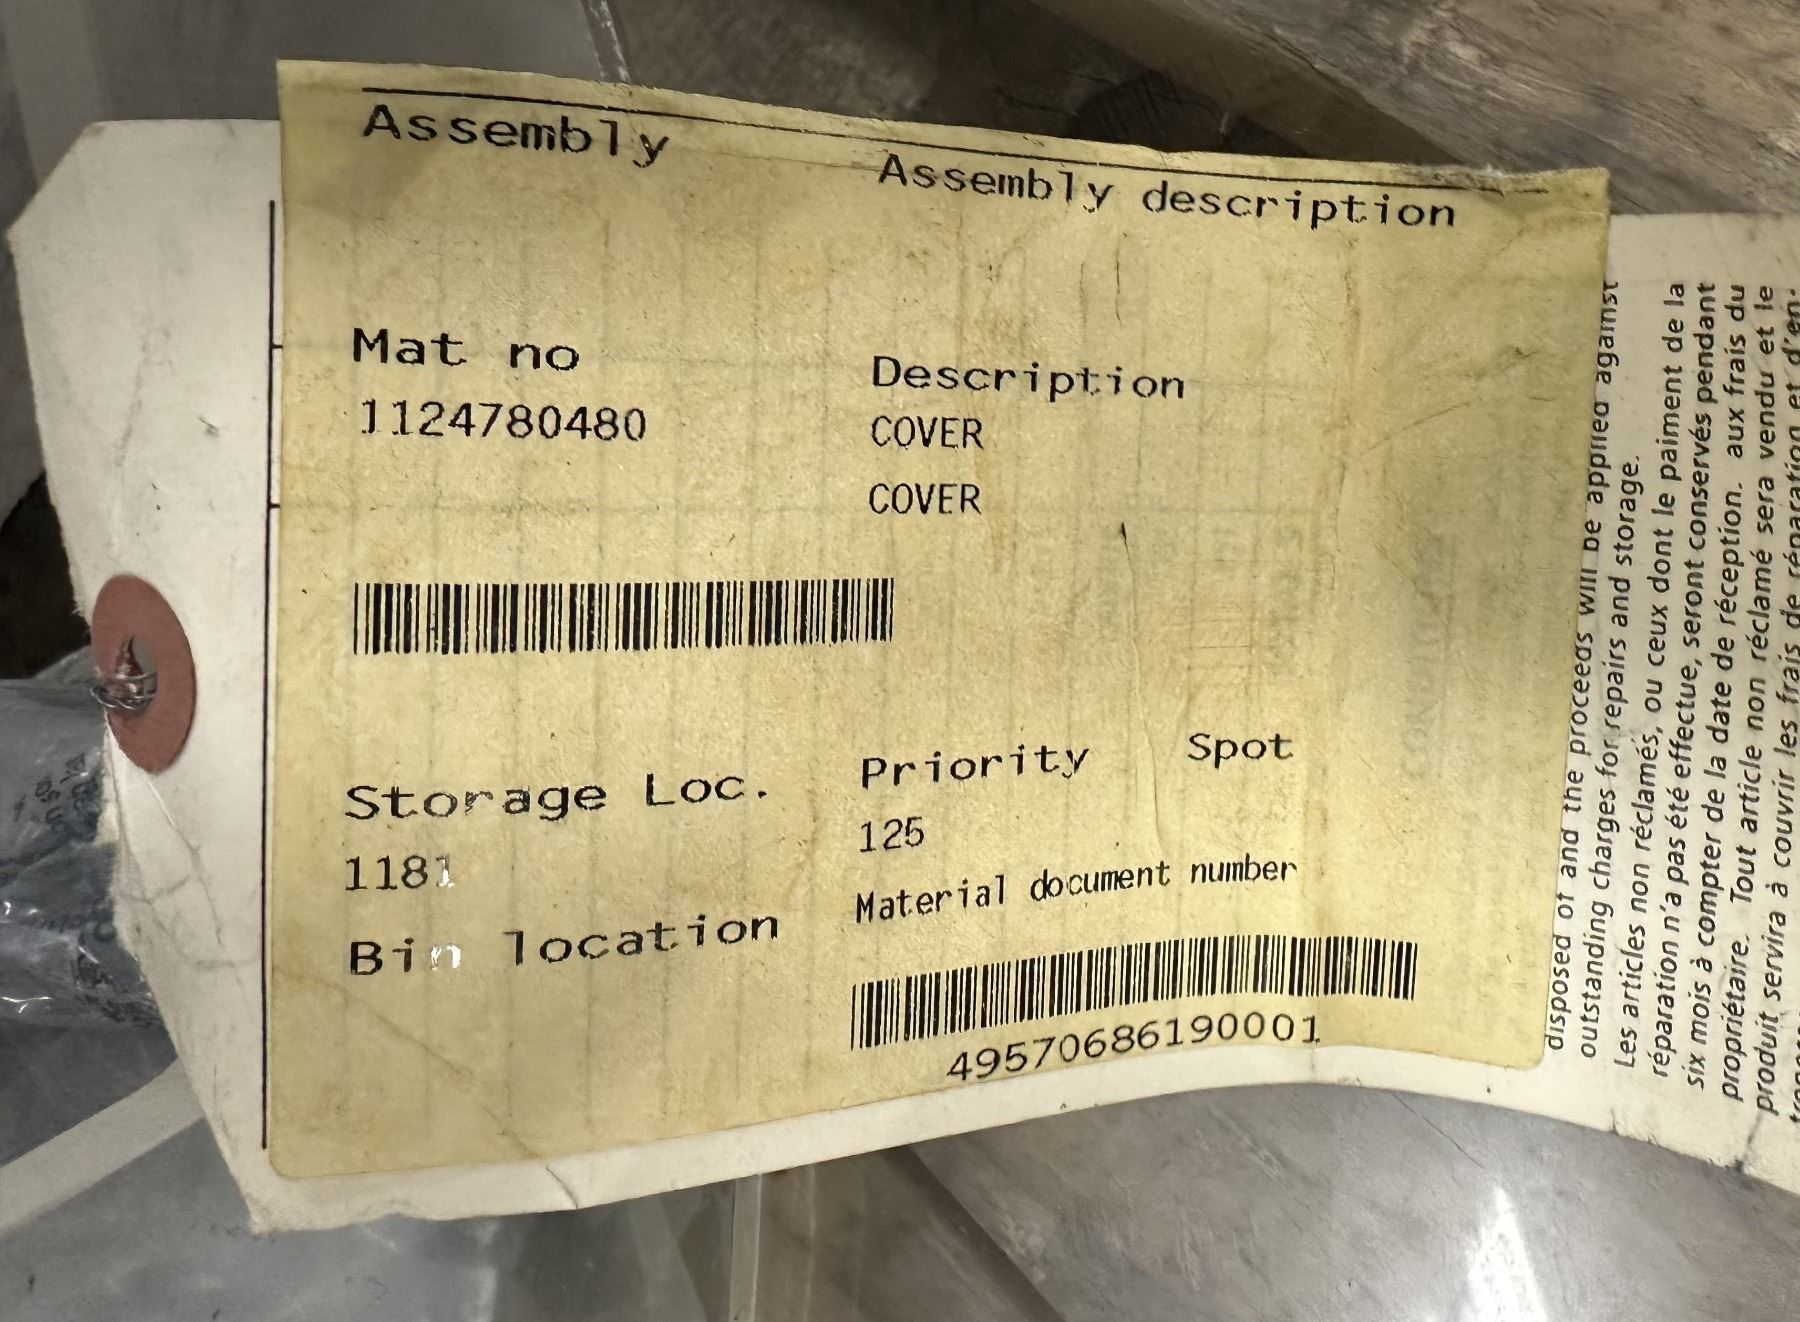 Assembly
Assembly description
Mat no
Description
1124780480
COVER
COVER
Storage Loc.
Priority
Spot
1181
125
Material document number
Bin location
49570686190001
disposed of and the proceeds will be applied against
outstanding charges for repairs and storage.
Les articles non réclamés, ou ceux dont le paiment de la
réparation n'a pas été effectue, seront conservés pendant
six mois à compter de la date de réception. aux frais du
propriétaire. Tout article non réclamé sera vendu et le
produit servira à couvrir les frais de réparation et d'en-